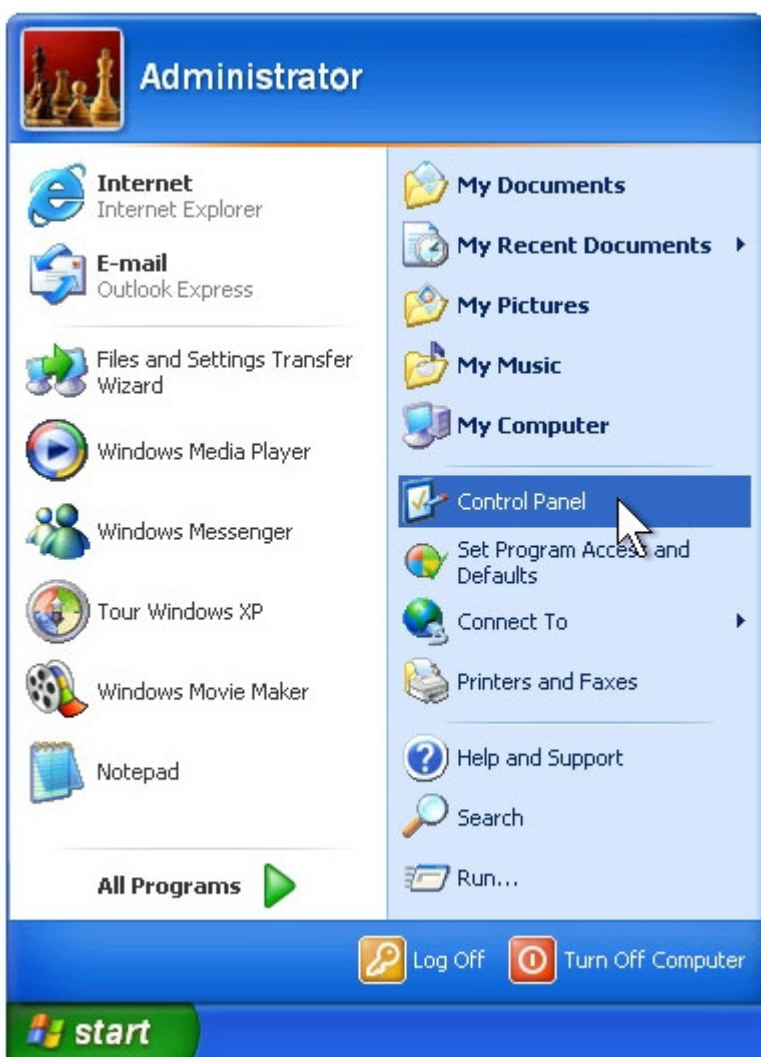 Administrator
Internet
Internet Explorer
E-mail
Outlook Express
Files and Settings Transfer
Wizard
Windows Media Player
Windows Messenger
Tour Windows XP
Windows Movie Maker
Notepad
All Programs
My Documents
My Recent Documents
My Pictures
My Music
My Computer
Control Panel
Set Program Access and
Defaults
Connect To
Printers and Faxes
Help and Support
Search
Run...
Log Off
Turn Off Computer
start